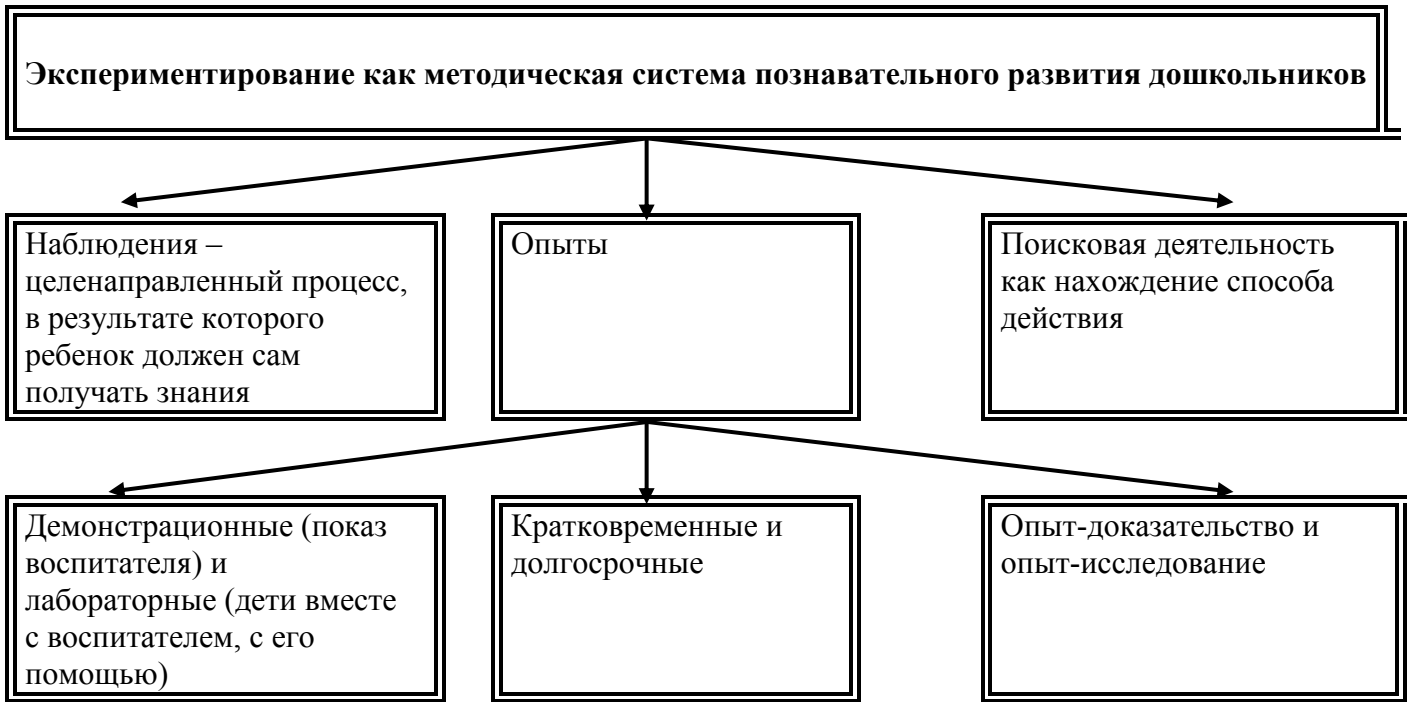 Экспериментирование как методическая система познавательного развития дошкольников
Наблюдения –
целенаправленный процесс,
в результате которого
ребенок должен сам
получать знания
Опыты
Поисковая деятельность
как нахождение способа
действия
Демонстрационные (показ
воспитателя) и
лабораторные (дети вместе
с воспитателем, с его
помощью)
Кратковременные и
долгосрочные
Опыт-доказательство и
опыт-исследование